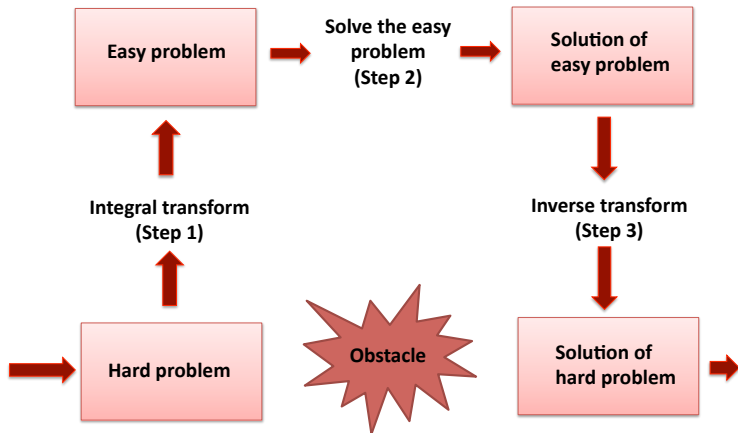 Easy problem
Solve the easy
problem
(Step 2)
Solution of
easy problem
Integral transform
(Step 1)
Inverse transform
(Step 3)
Hard problem
Obstacle
Solution of
hard problem